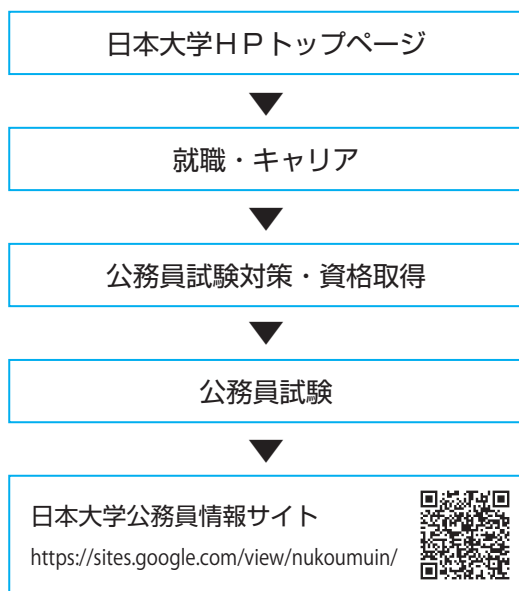 日本大学ＨＰトップページ
就職・キャリア
公務員試験対策・資格取得
公務員試験
日本大学公務員情報サイト
https://sites.google.com/view/nukoumuin/